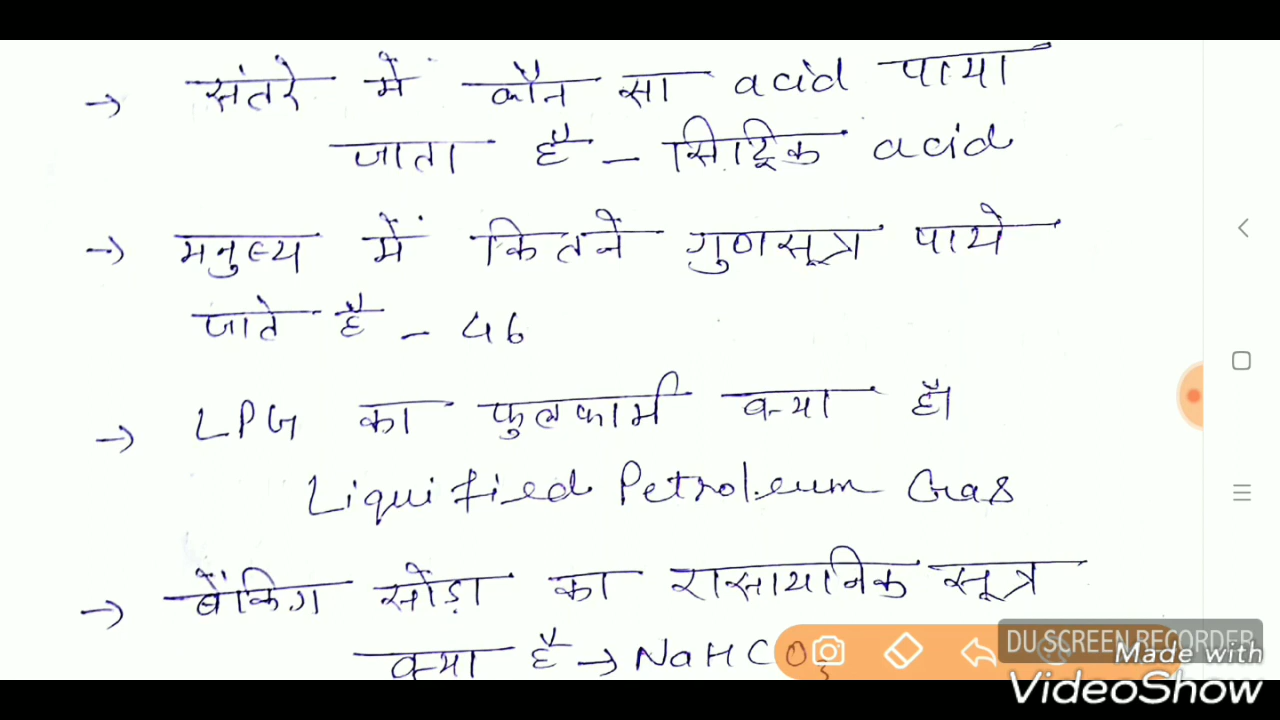 → संतरे में कौन सा acid पाया
जाता है - सिट्रिक acid
→ मनुष्य में कितने गुणसूत्र पाये
जाते है - 46
→ LPG का फुलफार्म क्या है।
Liquified Petroleum Gas
→ बेंकिग सोंड़ा का रासायनिक सूत्र
क्या है → NaHCO3
DU SCREEN RECORDER
Made with
VideoShow